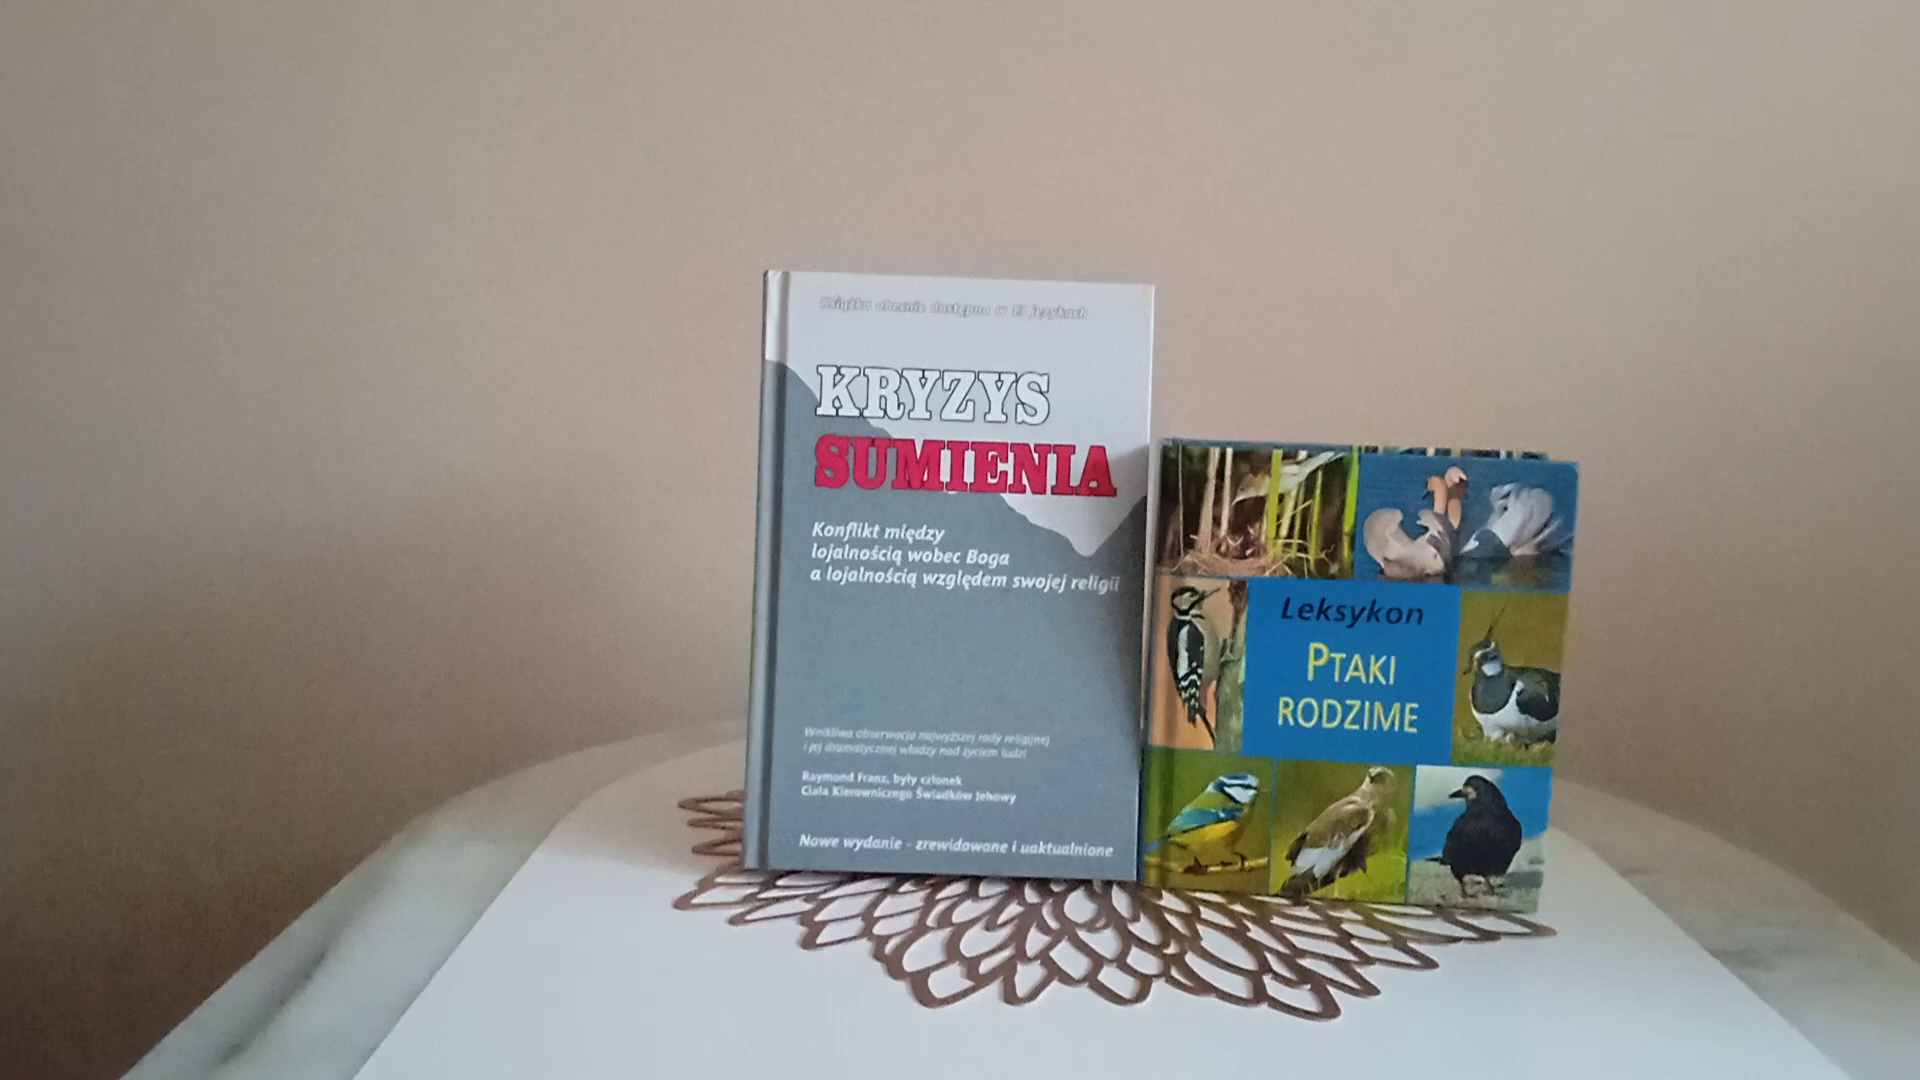 Książka obecnie dostępna w 13 językach
KRYZYS
SUMIENIA
Konflikt między
lojalnością wobec Boga
a lojalnością względem swojej religii
Wnikliwa obserwacja najwyższej rady religijnej
i jej dramatycznej władzy nad życiem ludzi
Raymond Franz, były członek
Ciała Kierowniczego Świadków Jehowy
Nowe wydanie - zrewidowane i uaktualnione
Leksykon
PTAKI
RODZIME